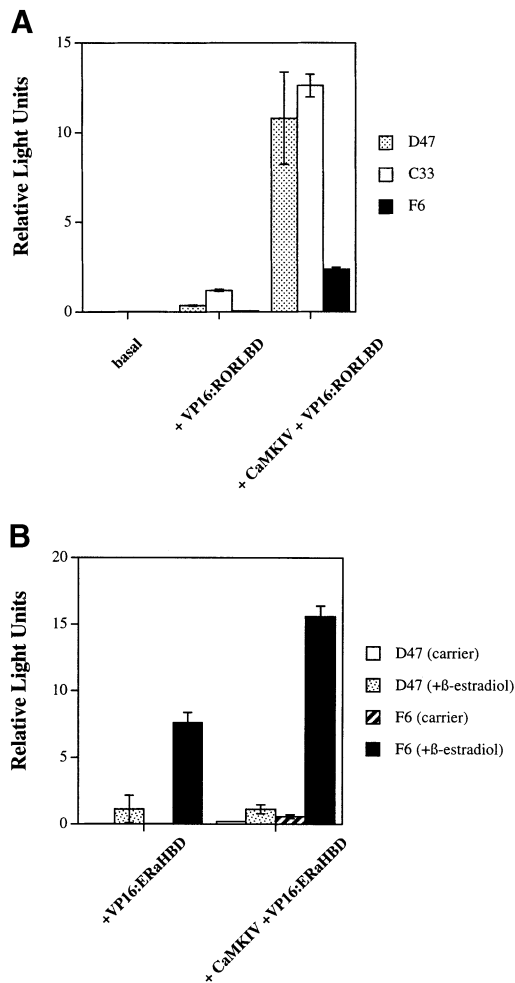 A
Relative Light Units
15
10
5
0
basal
+ VP16:RORLBD
+ CaMKIV + VP16:RORLBD
D47
C33
F6
B
Relative Light Units
20
15
10
5
0
+VP16:ERaHBD
+ CaMKIV +VP16:ERaHBD
D47 (carrier)
D47 (+ß-estradiol)
F6 (carrier)
F6 (+ß-estradiol)